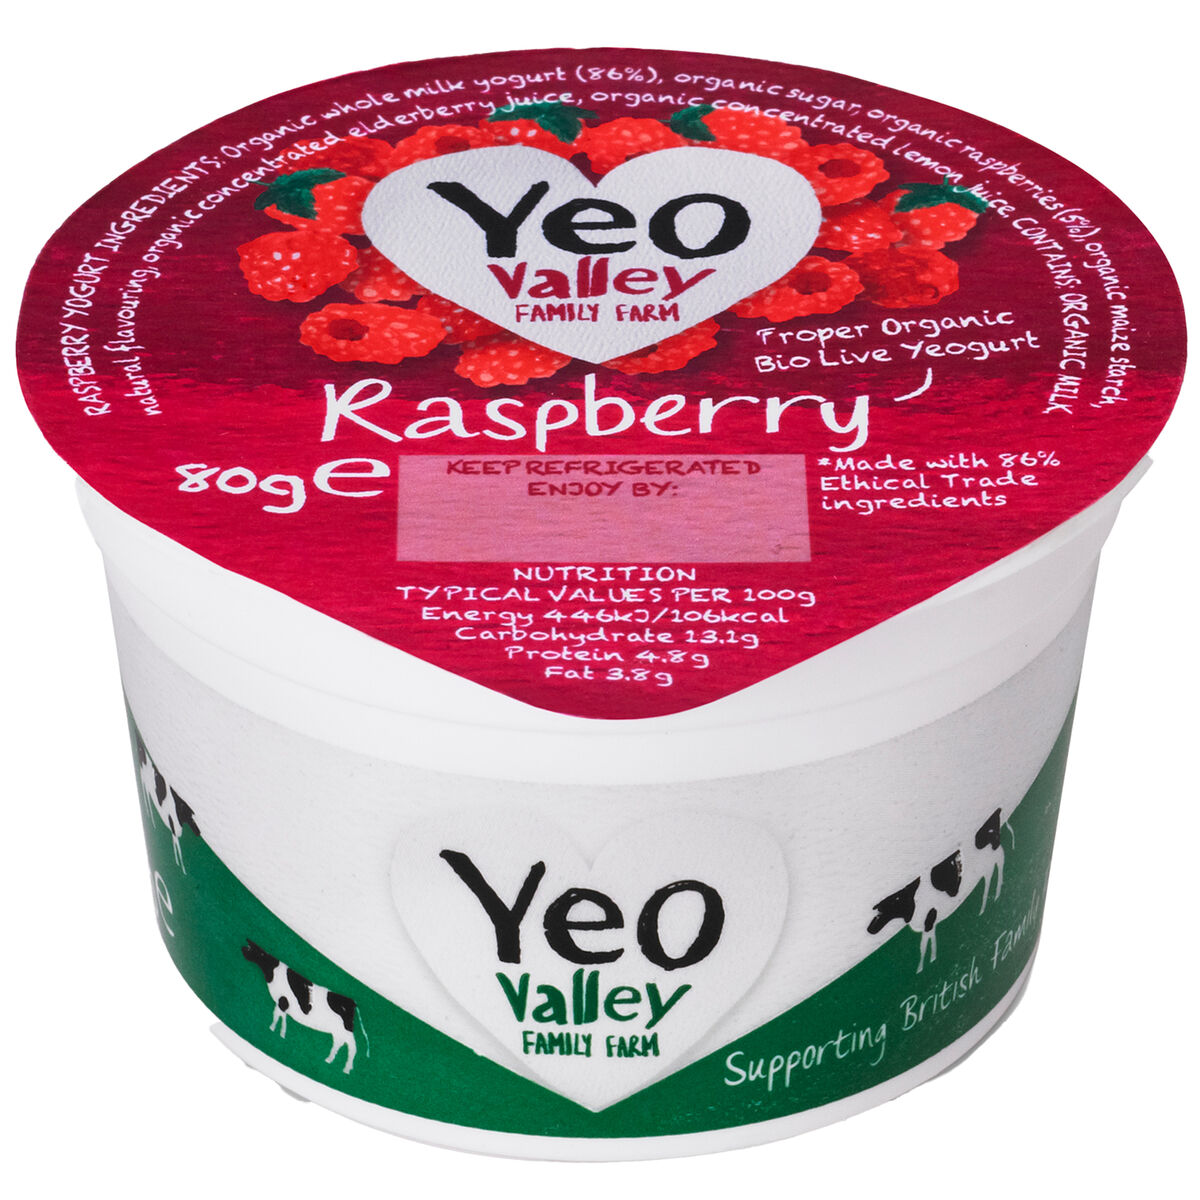 RASPBERRY YOGURT INGREDIENTS: Organic whole milk yogurt (86%), organic sugar, organic raspberries (5%), organic maize starch,
natural flavouring, organic concentrated elderberry juice, organic concentrated lemon juice. CONTAINS ORGANIC MILK
Yeo
Valley
FAMILY FARM
Proper Organic
Bio Live Yeogurt
Raspberry
80g e
KEEP REFRIGERATED
ENJOY BY:
*Made with 86%
Ethical Trade
ingredients
NUTRITION
TYPICAL VALUES PER 100g
Energy 446kJ/106kcal
Carbohydrate 13.1g
Protein 4.8g
Fat 3.8g
Yeo
Valley
FAMILY FARM
e
Supporting British Family